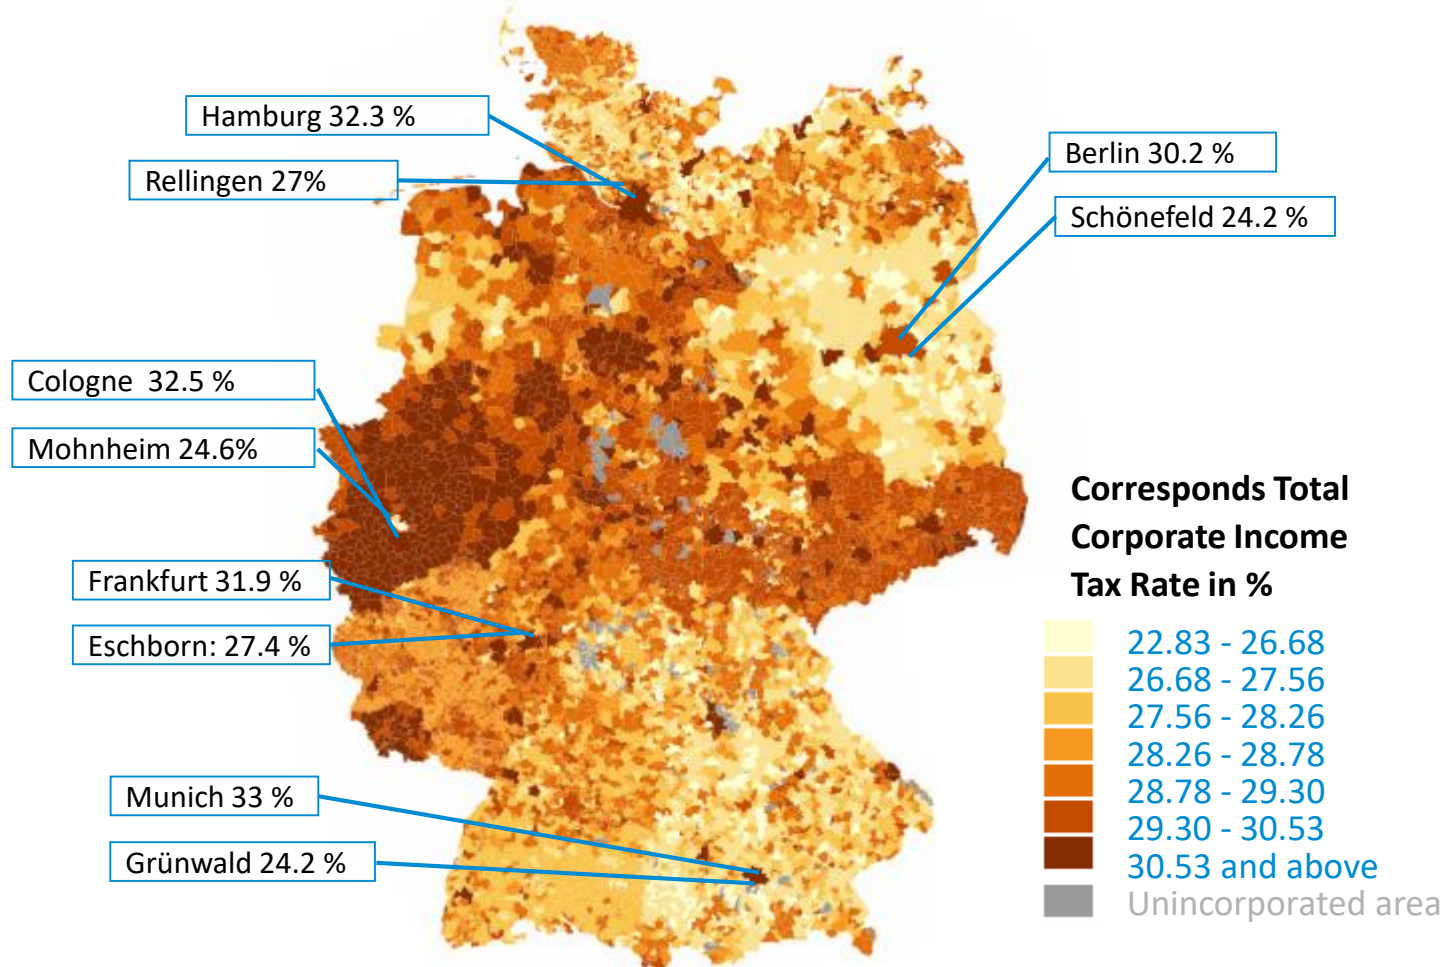 Hamburg 32.3 %
Rellingen 27%
Berlin 30.2 %
Schönefeld 24.2 %
Cologne 32.5 %
Mohnheim 24.6%
Frankfurt 31.9 %
Eschborn: 27.4 %
Munich 33 %
Grünwald 24.2 %
Corresponds Total
Corporate Income
Tax Rate in %
22.83 - 26.68
26.68 - 27.56
27.56 - 28.26
28.26 - 28.78
28.78 - 29.30
29.30 - 30.53
30.53 and above
Unincorporated area